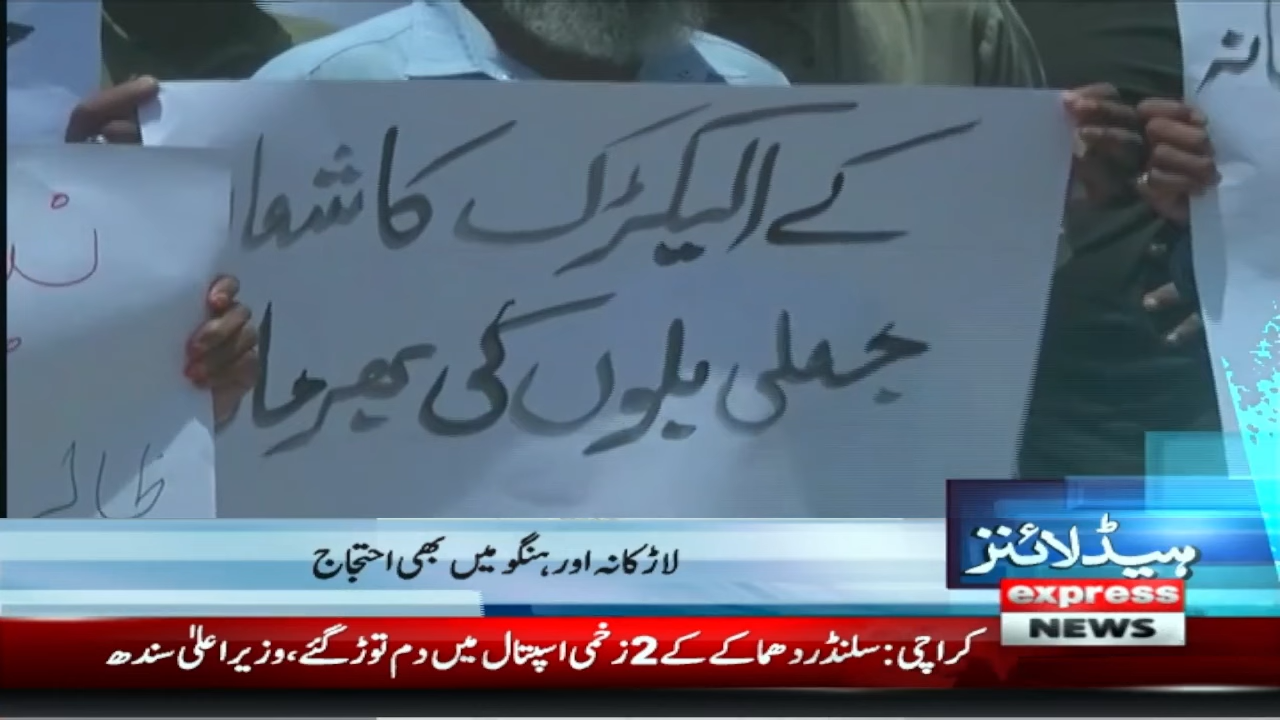 کے الیکٹرک کا شعا
جعلی بلوں کی بھرما
ہیڈلائنز
لاڑکانہ اور ہنگو میں بھی احتجاج
express
NEWS
کراچی: سلنڈر دھماکے کے 2 زخمی اسپتال میں دم توڑ گئے، وزیراعلیٰ سندھ